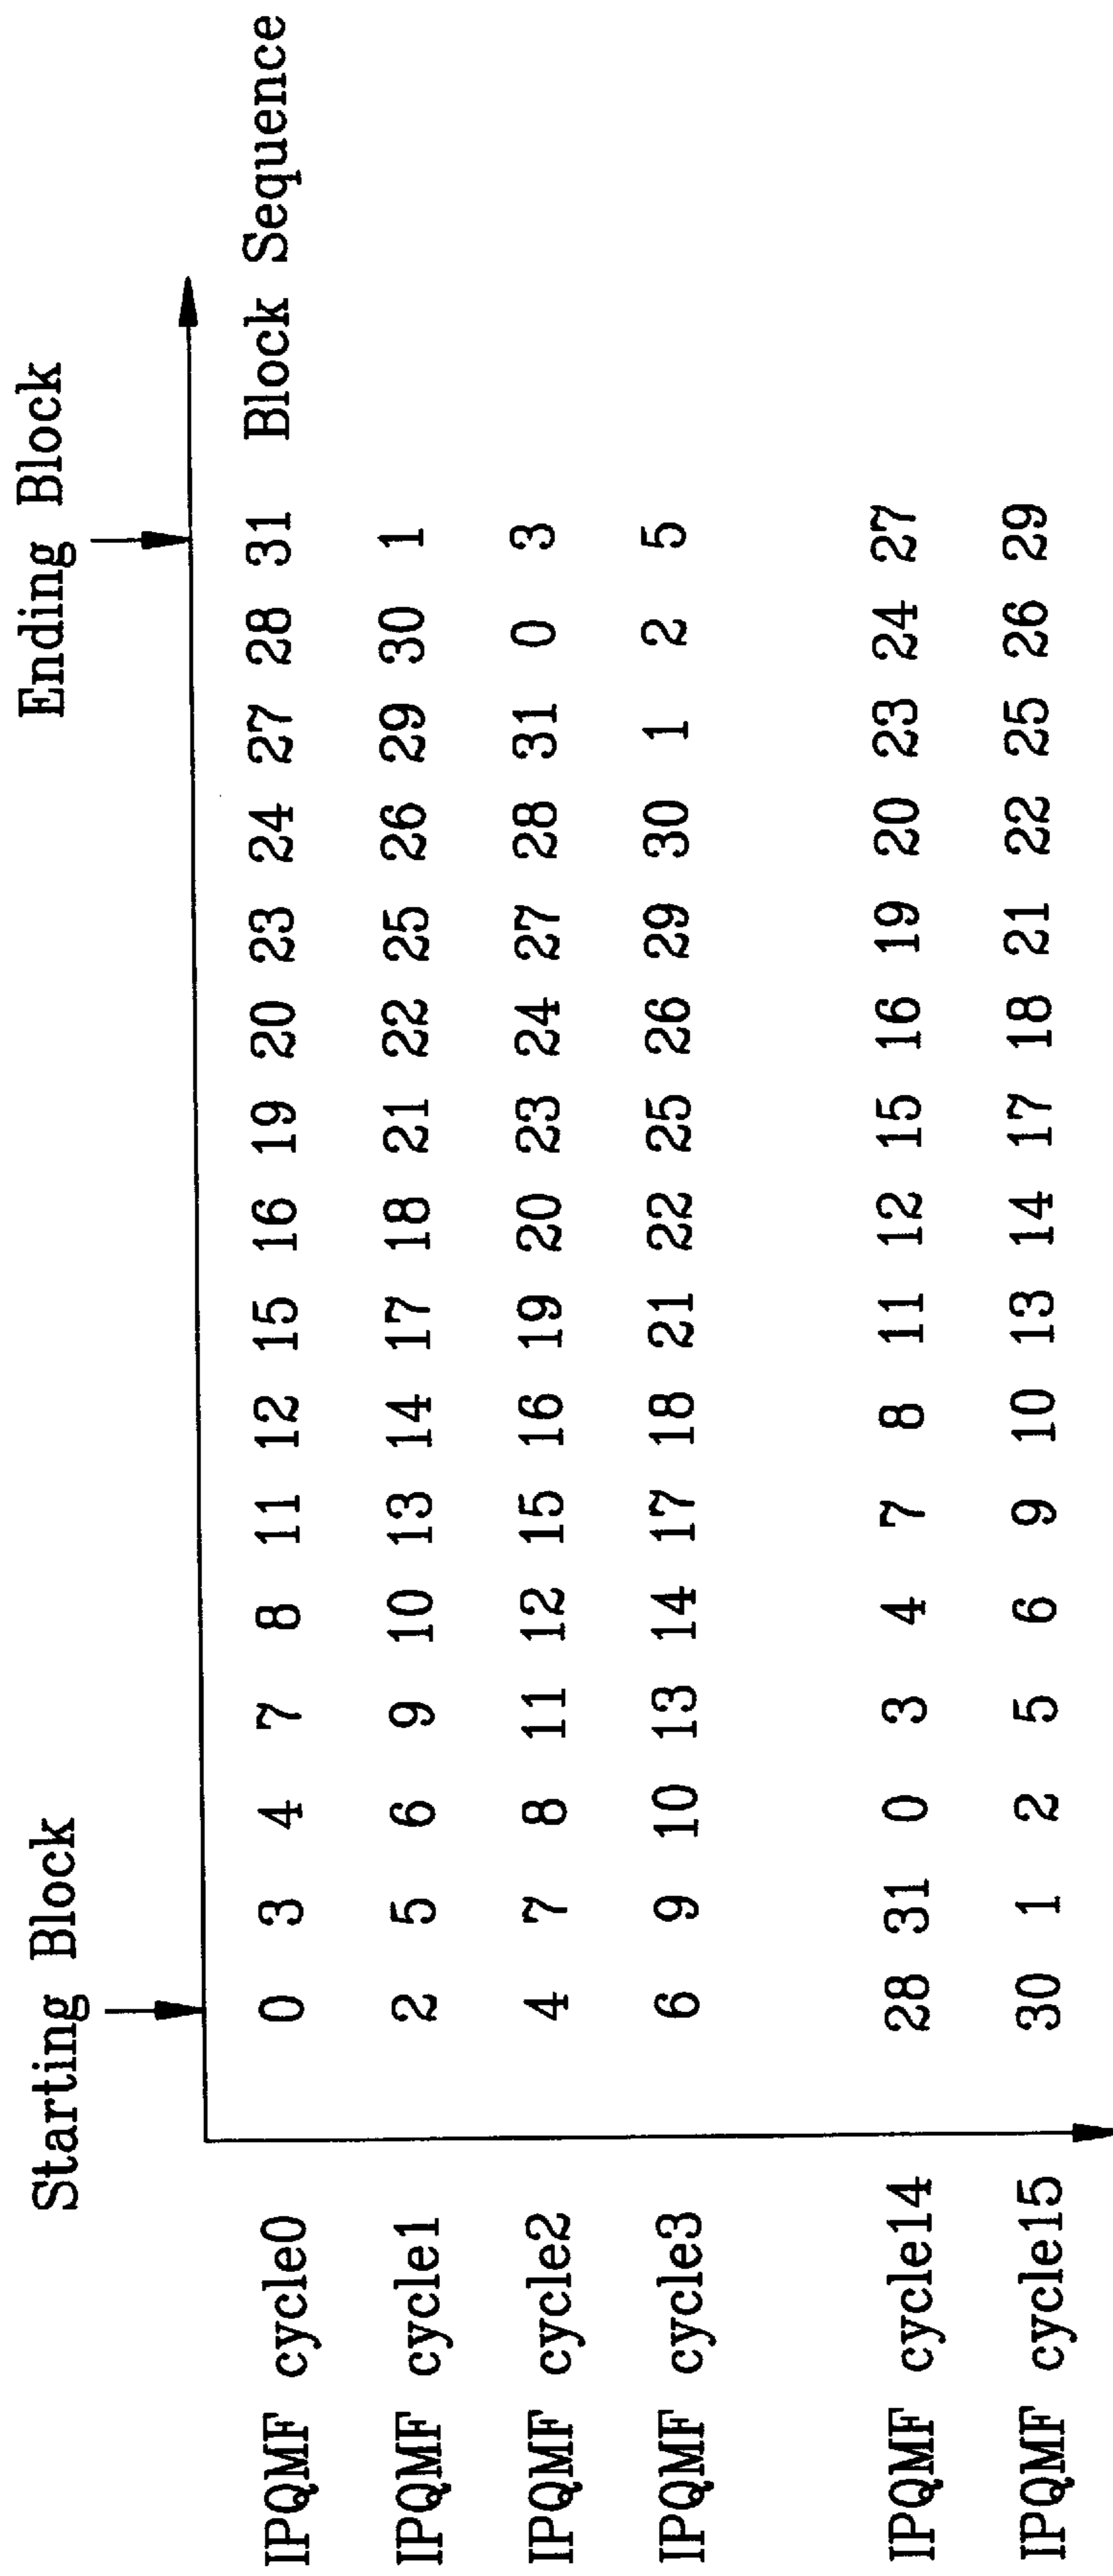 Starting Block Ending Block
0 3 4 7 8 11 12 15 16 19 20 23 24 27 28 31 Block Sequence
IPQMF cycle0
2 5 6 9 10 13 14 17 18 21 22 25 26 29 30 1
IPQMF cycle1
4 7 8 11 12 15 16 19 20 23 24 27 28 31 0 3
IPQMF cycle2
6 9 10 13 14 17 18 21 22 25 26 29 30 1 2 5
IPQMF cycle3
28 31 0 3 4 7 8 11 12 15 16 19 20 23 24 27
IPQMF cycle14
30 1 2 5 6 9 10 13 14 17 18 21 22 25 26 29
IPQMF cycle15